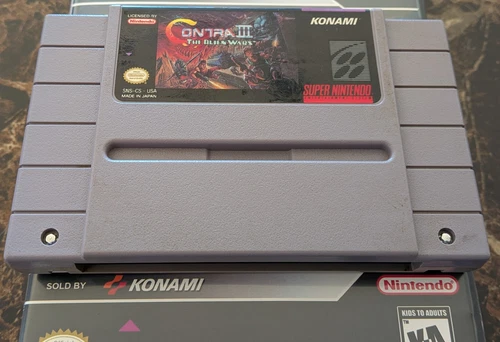 LICENSED BY
Nintendo
CONTRA III
THE ALIEN WARS
KONAMI
SNS-CS-USA
MADE IN JAPAN
SUPER NINTENDO
SOLD BY KONAMI
Nintendo
KIDS TO ADULTS
KA